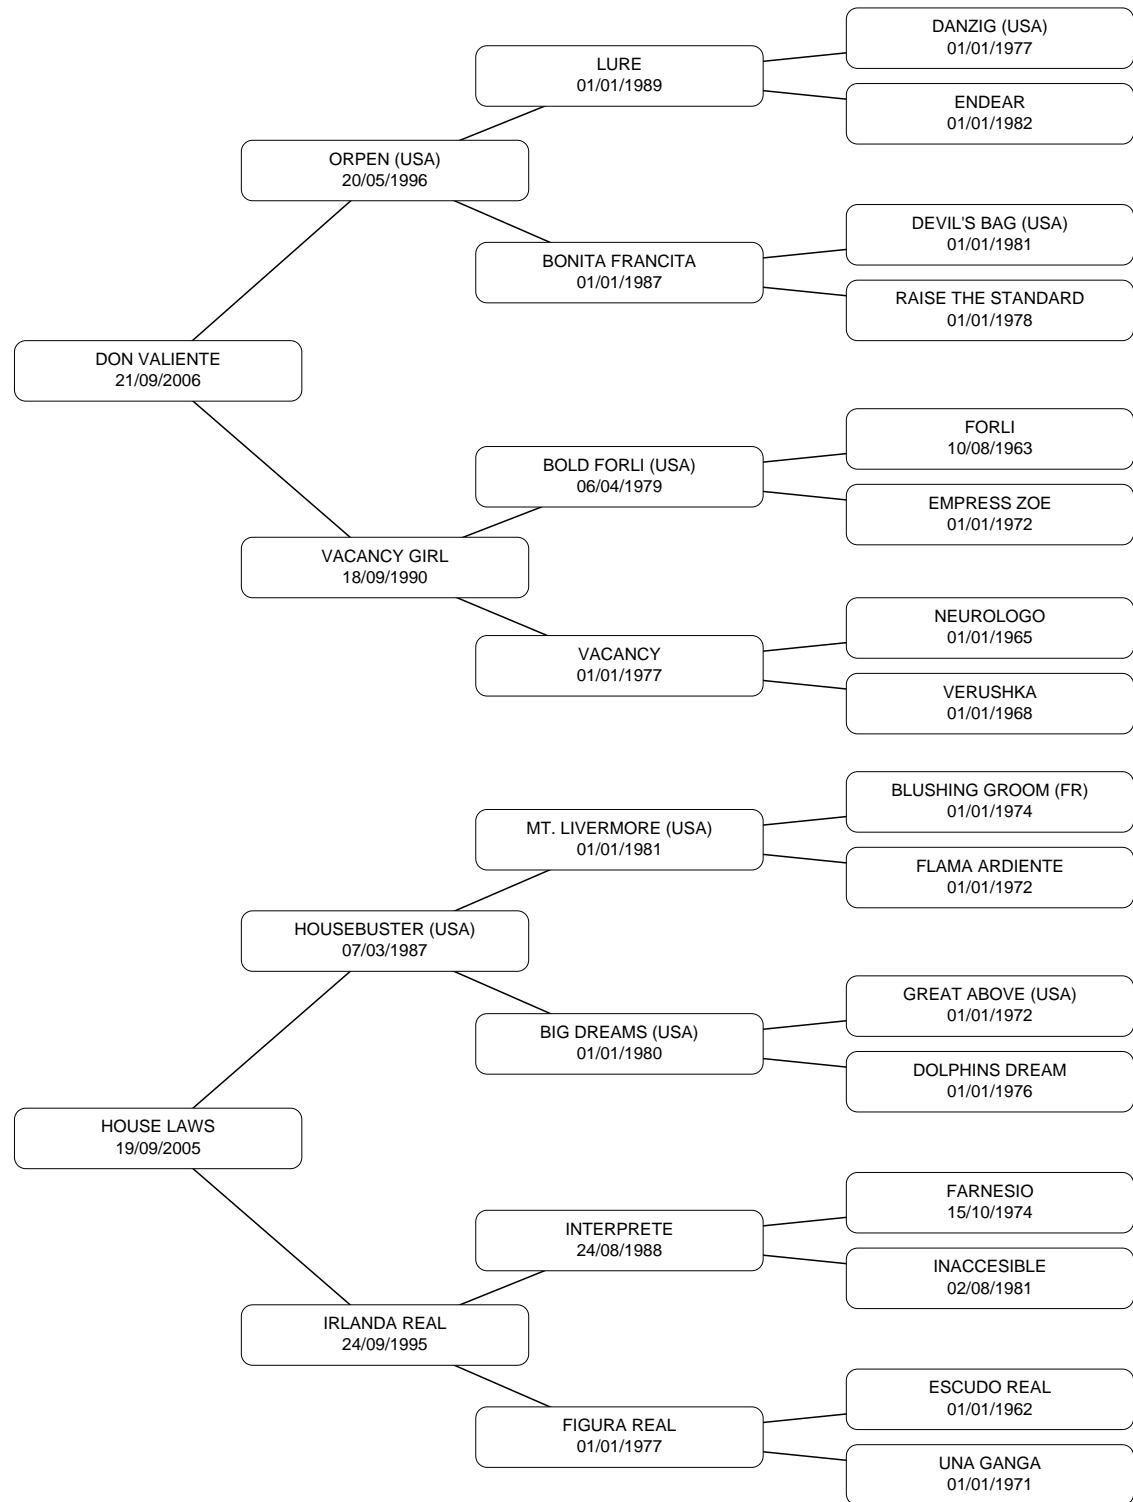 DANZIG (USA)
01/01/1977
LURE
01/01/1989
ENDEAR
01/01/1982
ORPEN (USA)
20/05/1996
DEVIL'S BAG (USA)
01/01/1981
BONITA FRANCITA
01/01/1987
RAISE THE STANDARD
01/01/1978
DON VALIENTE
21/09/2006
FORLI
10/08/1963
BOLD FORLI (USA)
06/04/1979
EMPRESS ZOE
01/01/1972
VACANCY GIRL
18/09/1990
NEUROLOGO
01/01/1965
VACANCY
01/01/1977
VERUSHKA
01/01/1968
BLUSHING GROOM (FR)
01/01/1974
MT. LIVERMORE (USA)
01/01/1981
FLAMA ARDIENTE
01/01/1972
HOUSEBUSTER (USA)
07/03/1987
GREAT ABOVE (USA)
01/01/1972
BIG DREAMS (USA)
01/01/1980
DOLPHINS DREAM
01/01/1976
HOUSE LAWS
19/09/2005
FARNESIO
15/10/1974
INTERPRETE
24/08/1988
INACCESIBLE
02/08/1981
IRLANDA REAL
24/09/1995
ESCUDO REAL
01/01/1962
FIGURA REAL
01/01/1977
UNA GANGA
01/01/1971